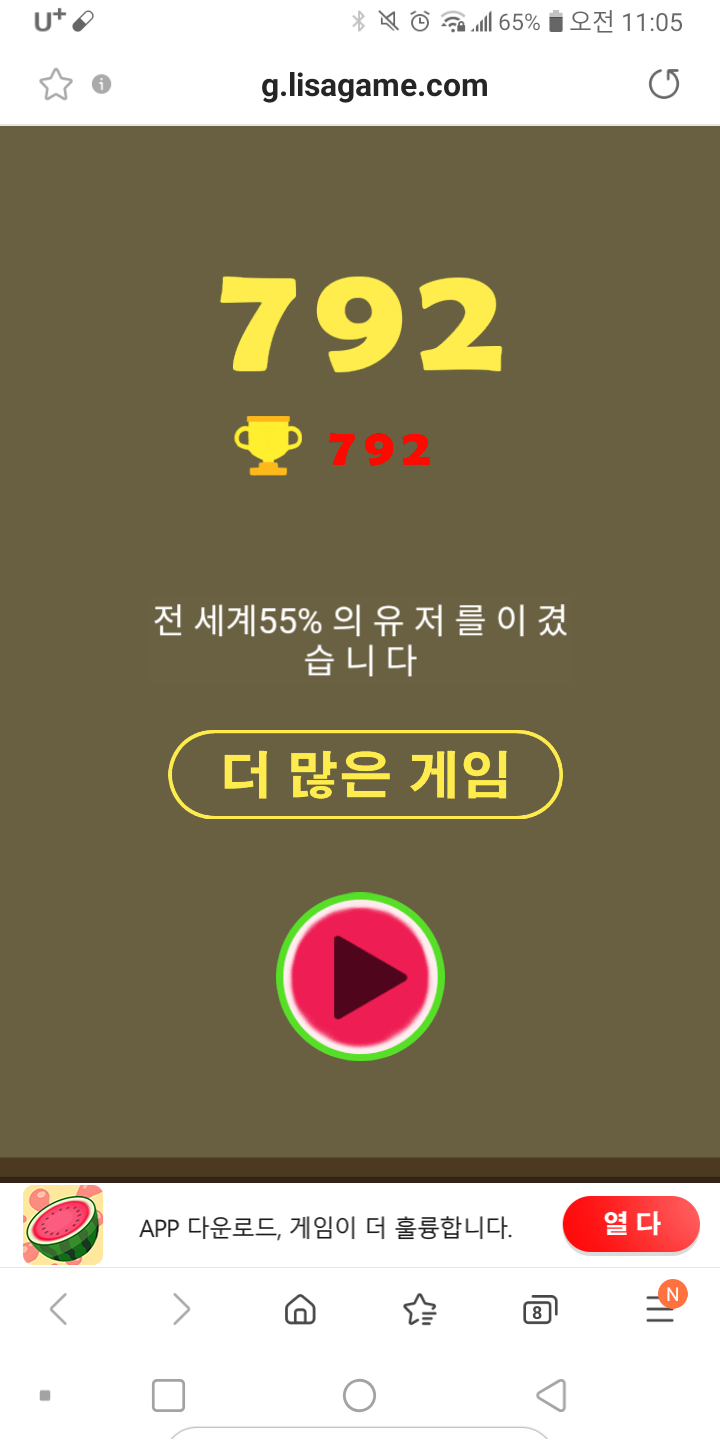 U+ 65% 오전 11:05
g.lisagame.com
792
792
전 세계55% 의 유 저 를 이 겼
습 니 다
더 많은 게임
APP 다운로드, 게임이 더 훌륭합니다.
열 다
8
N